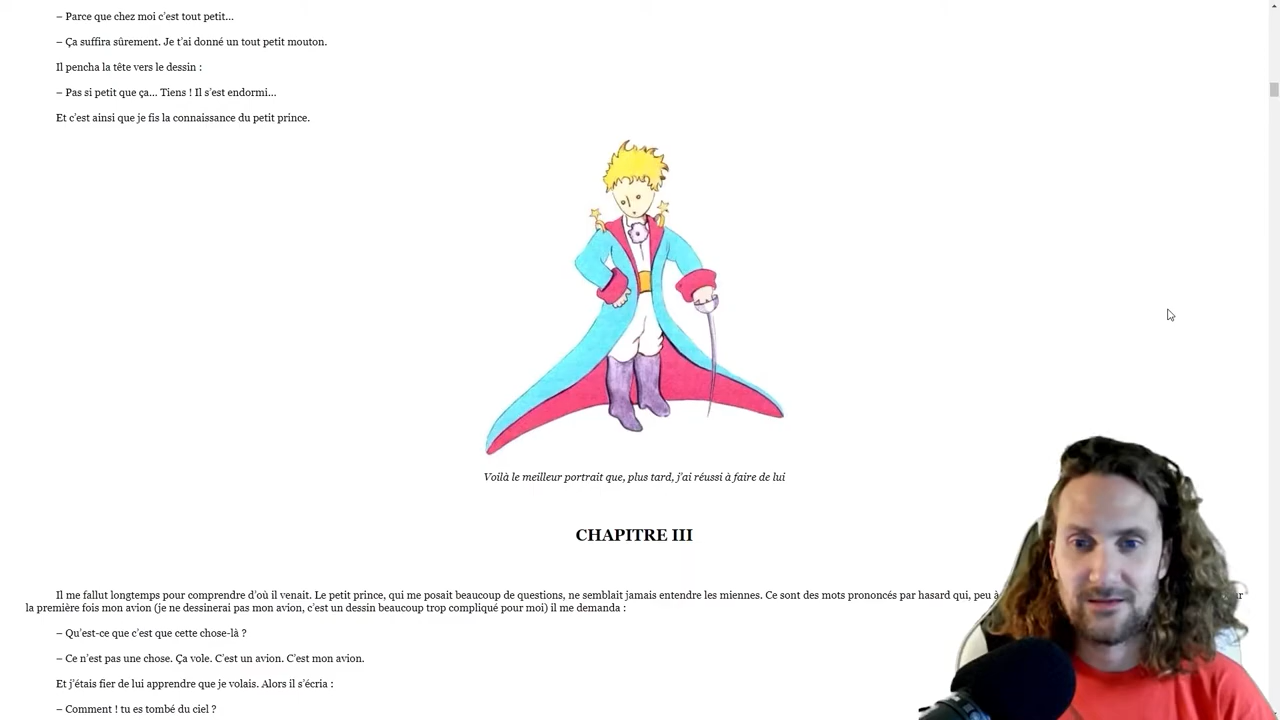 – Parce que chez moi c’est tout petit…
– Ça suffira sûrement. Je t’ai donné un tout petit mouton.
Il pencha la tête vers le dessin :
– Pas si petit que ça… Tiens ! Il s’est endormi…
Et c’est ainsi que je fis la connaissance du petit prince.
Voilà le meilleur portrait que, plus tard, j’ai réussi à faire de lui
CHAPITRE III
Il me fallut longtemps pour comprendre d’où il venait. Le petit prince, qui me posait beaucoup de questions, ne semblait jamais entendre les miennes. Ce sont des mots prononcés par hasard qui, peu à
la première fois mon avion (je ne dessinerai pas mon avion, c’est un dessin beaucoup trop compliqué pour moi) il me demanda :
– Qu’est-ce que c’est que cette chose-là ?
– Ce n’est pas une chose. Ça vole. C’est un avion. C’est mon avion.
Et j’étais fier de lui apprendre que je volais. Alors il s’écria :
– Comment ! tu es tombé du ciel ?